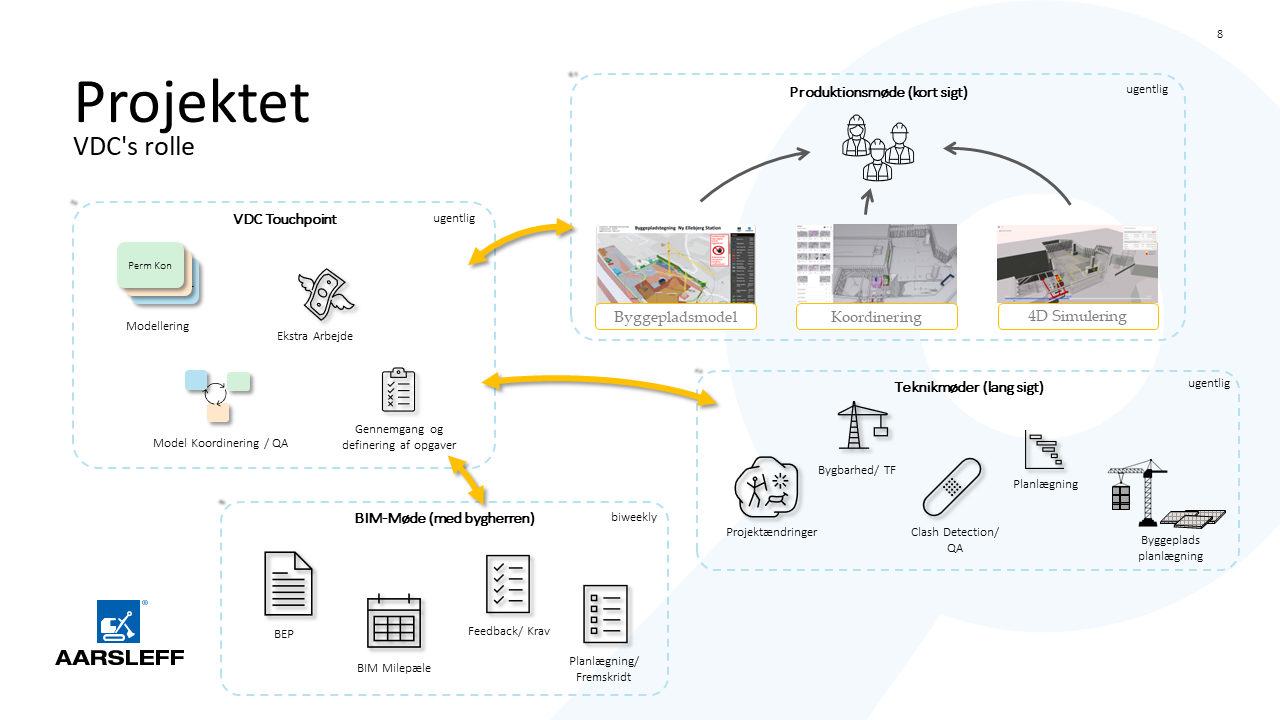 8
Projektet
VDC's rolle
Produktionsmøde (kort sigt)
ugentlig
Byggepladstegning Ny Ellebjerg Station
Byggepladsmodel
Koordinering
4D Simulering
VDC Touchpoint
ugentlig
Perm Kon
Modellering
Ekstra Arbejde
Model Koordinering / QA
Gennemgang og
definering af opgaver
Teknikmøder (lang sigt)
ugentlig
Bygbarhed/ TF
Planlægning
Projektændringer
Clash Detection/
QA
Byggeplads
planlægning
BIM-Møde (med bygherren)
biweekly
BEP
BIM Milepæle
Feedback/ Krav
Planlægning/
Fremskridt
AARSLEFF
®